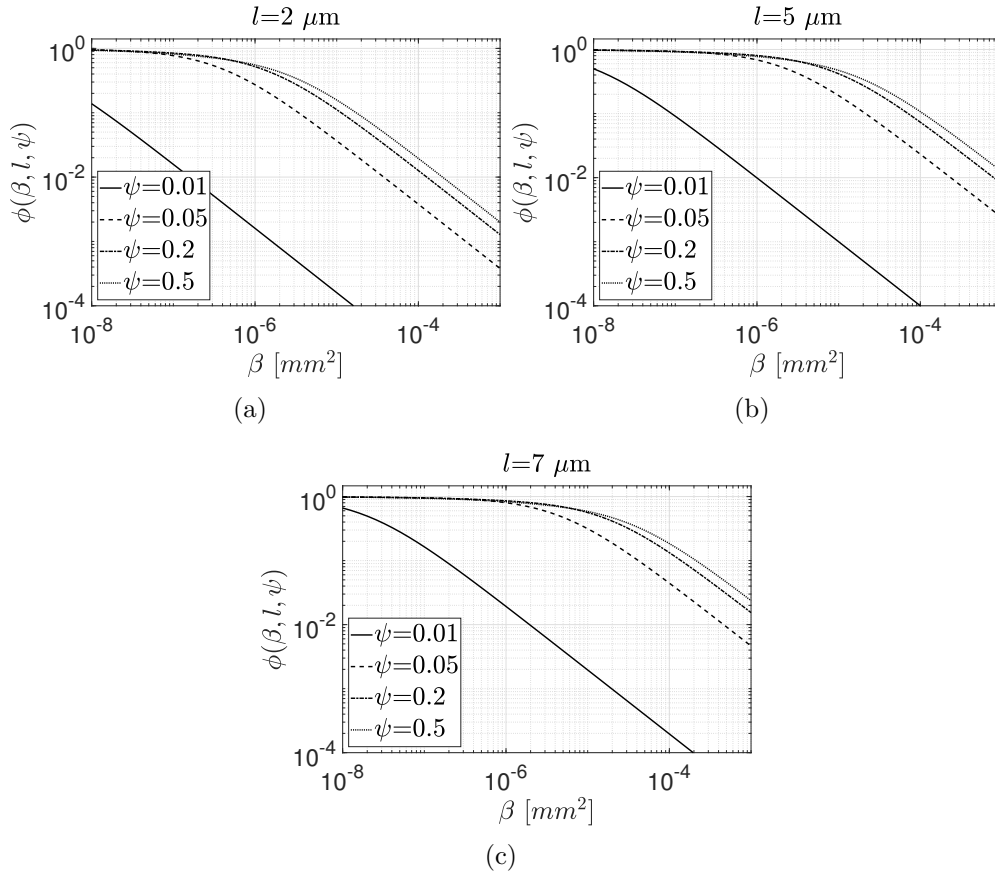 l=2 μm
10^0
10^-2
10^-4
ϕ(β, l, ψ)
ψ=0.01
ψ=0.05
ψ=0.2
ψ=0.5
10^-8
10^-6
10^-4
β [mm^2]
(a)
l=5 μm
10^0
10^-2
10^-4
ϕ(β, l, ψ)
ψ=0.01
ψ=0.05
ψ=0.2
ψ=0.5
10^-8
10^-6
10^-4
β [mm^2]
(b)
l=7 μm
10^0
10^-2
10^-4
ϕ(β, l, ψ)
ψ=0.01
ψ=0.05
ψ=0.2
ψ=0.5
10^-8
10^-6
10^-4
β [mm^2]
(c)